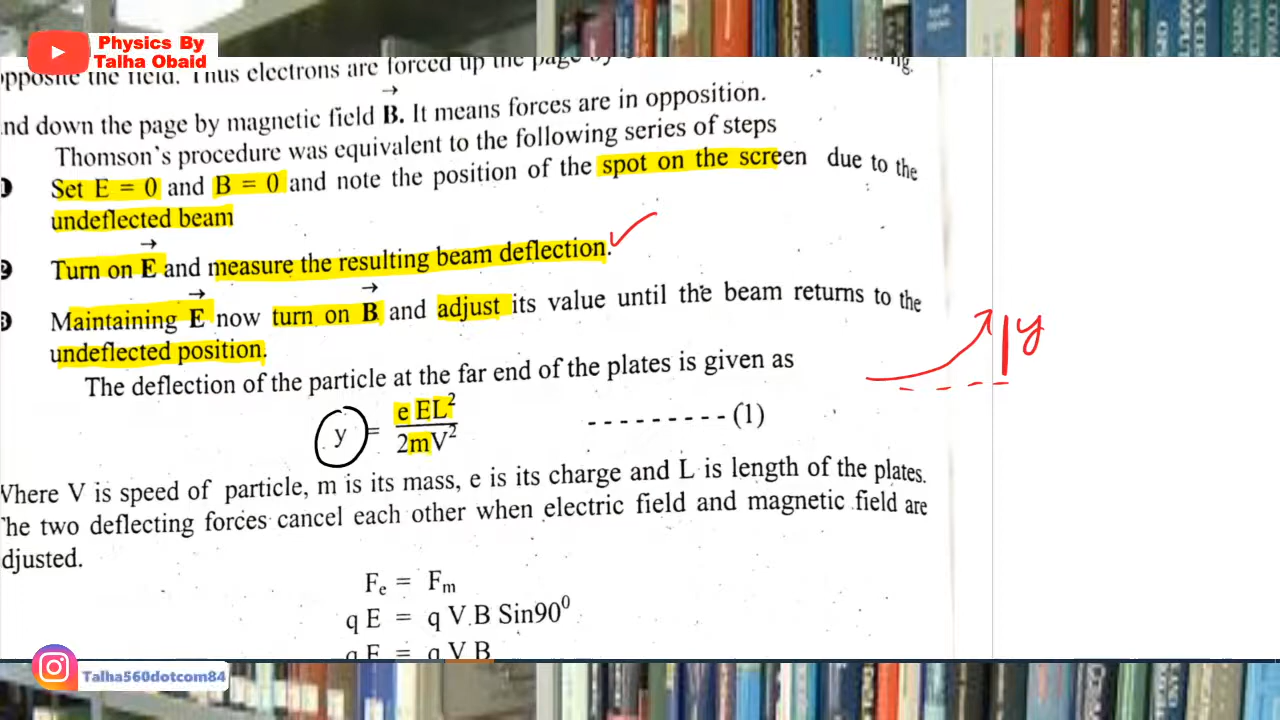 Physics By
Talha Obaid
opposite the field. Thus electrons are forced up the page by
nd down the page by magnetic field B. It means forces are in opposition.
Thomson's procedure was equivalent to the following series of steps
Set E = 0 and B = 0 and note the position of the spot on the screen due to the
undeflected beam
Turn on E and measure the resulting beam deflection.
Maintaining E now turn on B and adjust its value until the beam returns to the
undeflected position.
The deflection of the particle at the far end of the plates is given as
y = e EL² / 2mV² - - - - - - - - - (1)
y
Where V is speed of particle, m is its mass, e is its charge and L is length of the plates.
The two deflecting forces cancel each other when electric field and magnetic field are
djusted.
Fe = Fm
q E = q V.B Sin90⁰
q E = q V B
Talha560dotcom84